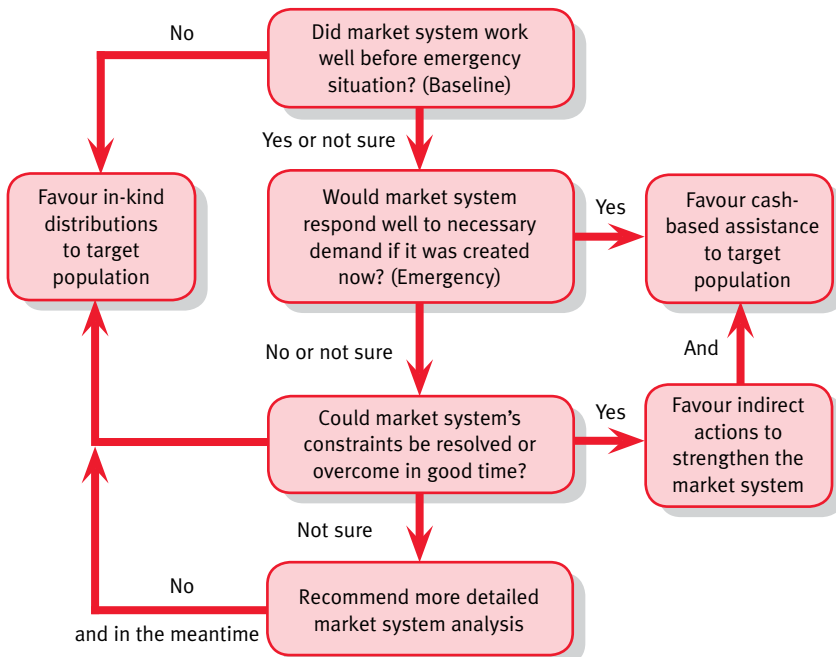 No
Did market system work
well before emergency
situation? (Baseline)
Yes or not sure
Favour in-kind
distributions
to target
population
Would market system
respond well to necessary
demand if it was created
now? (Emergency)
Yes
Favour cash-
based assistance
to target
population
No or not sure
And
Could market system’s
constraints be resolved or
overcome in good time?
Yes
Favour indirect
actions to
strengthen the
market system
Not sure
No
and in the meantime
Recommend more detailed
market system analysis